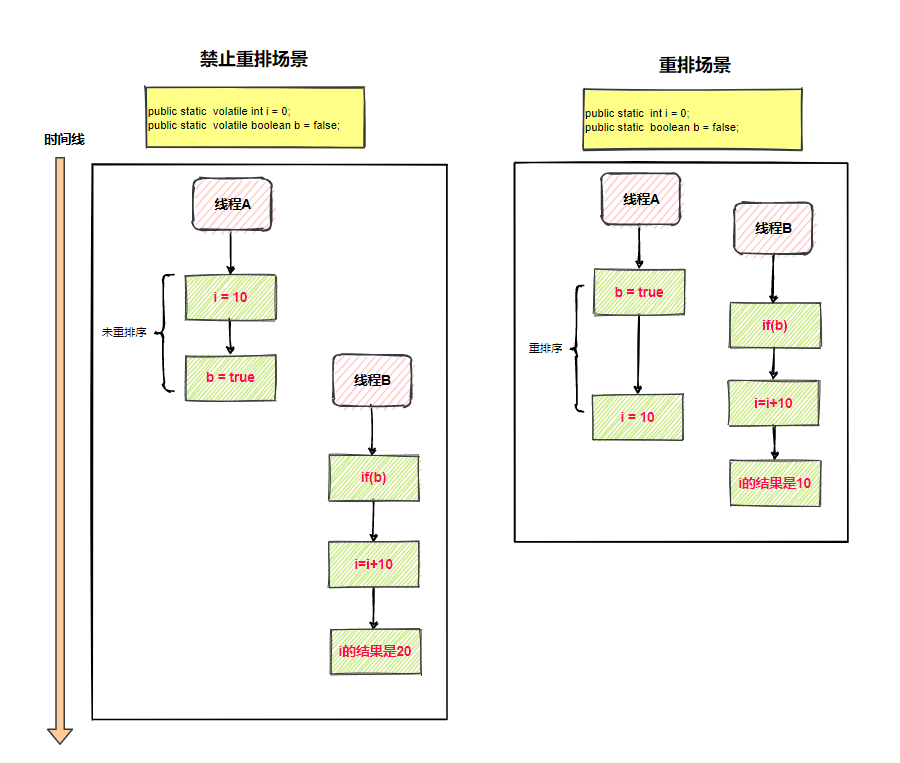 禁止重排场景
public static  volatile int i = 0;
public static  volatile boolean b = false;
时间线
线程A
i = 10
未重排序
b = true
线程B
if(b)
i=i+10
i的结果是20
重排场景
public static  int i = 0;
public static  boolean b = false;
线程A
线程B
b = true
if(b)
重排序
i=i+10
i = 10
i的结果是10